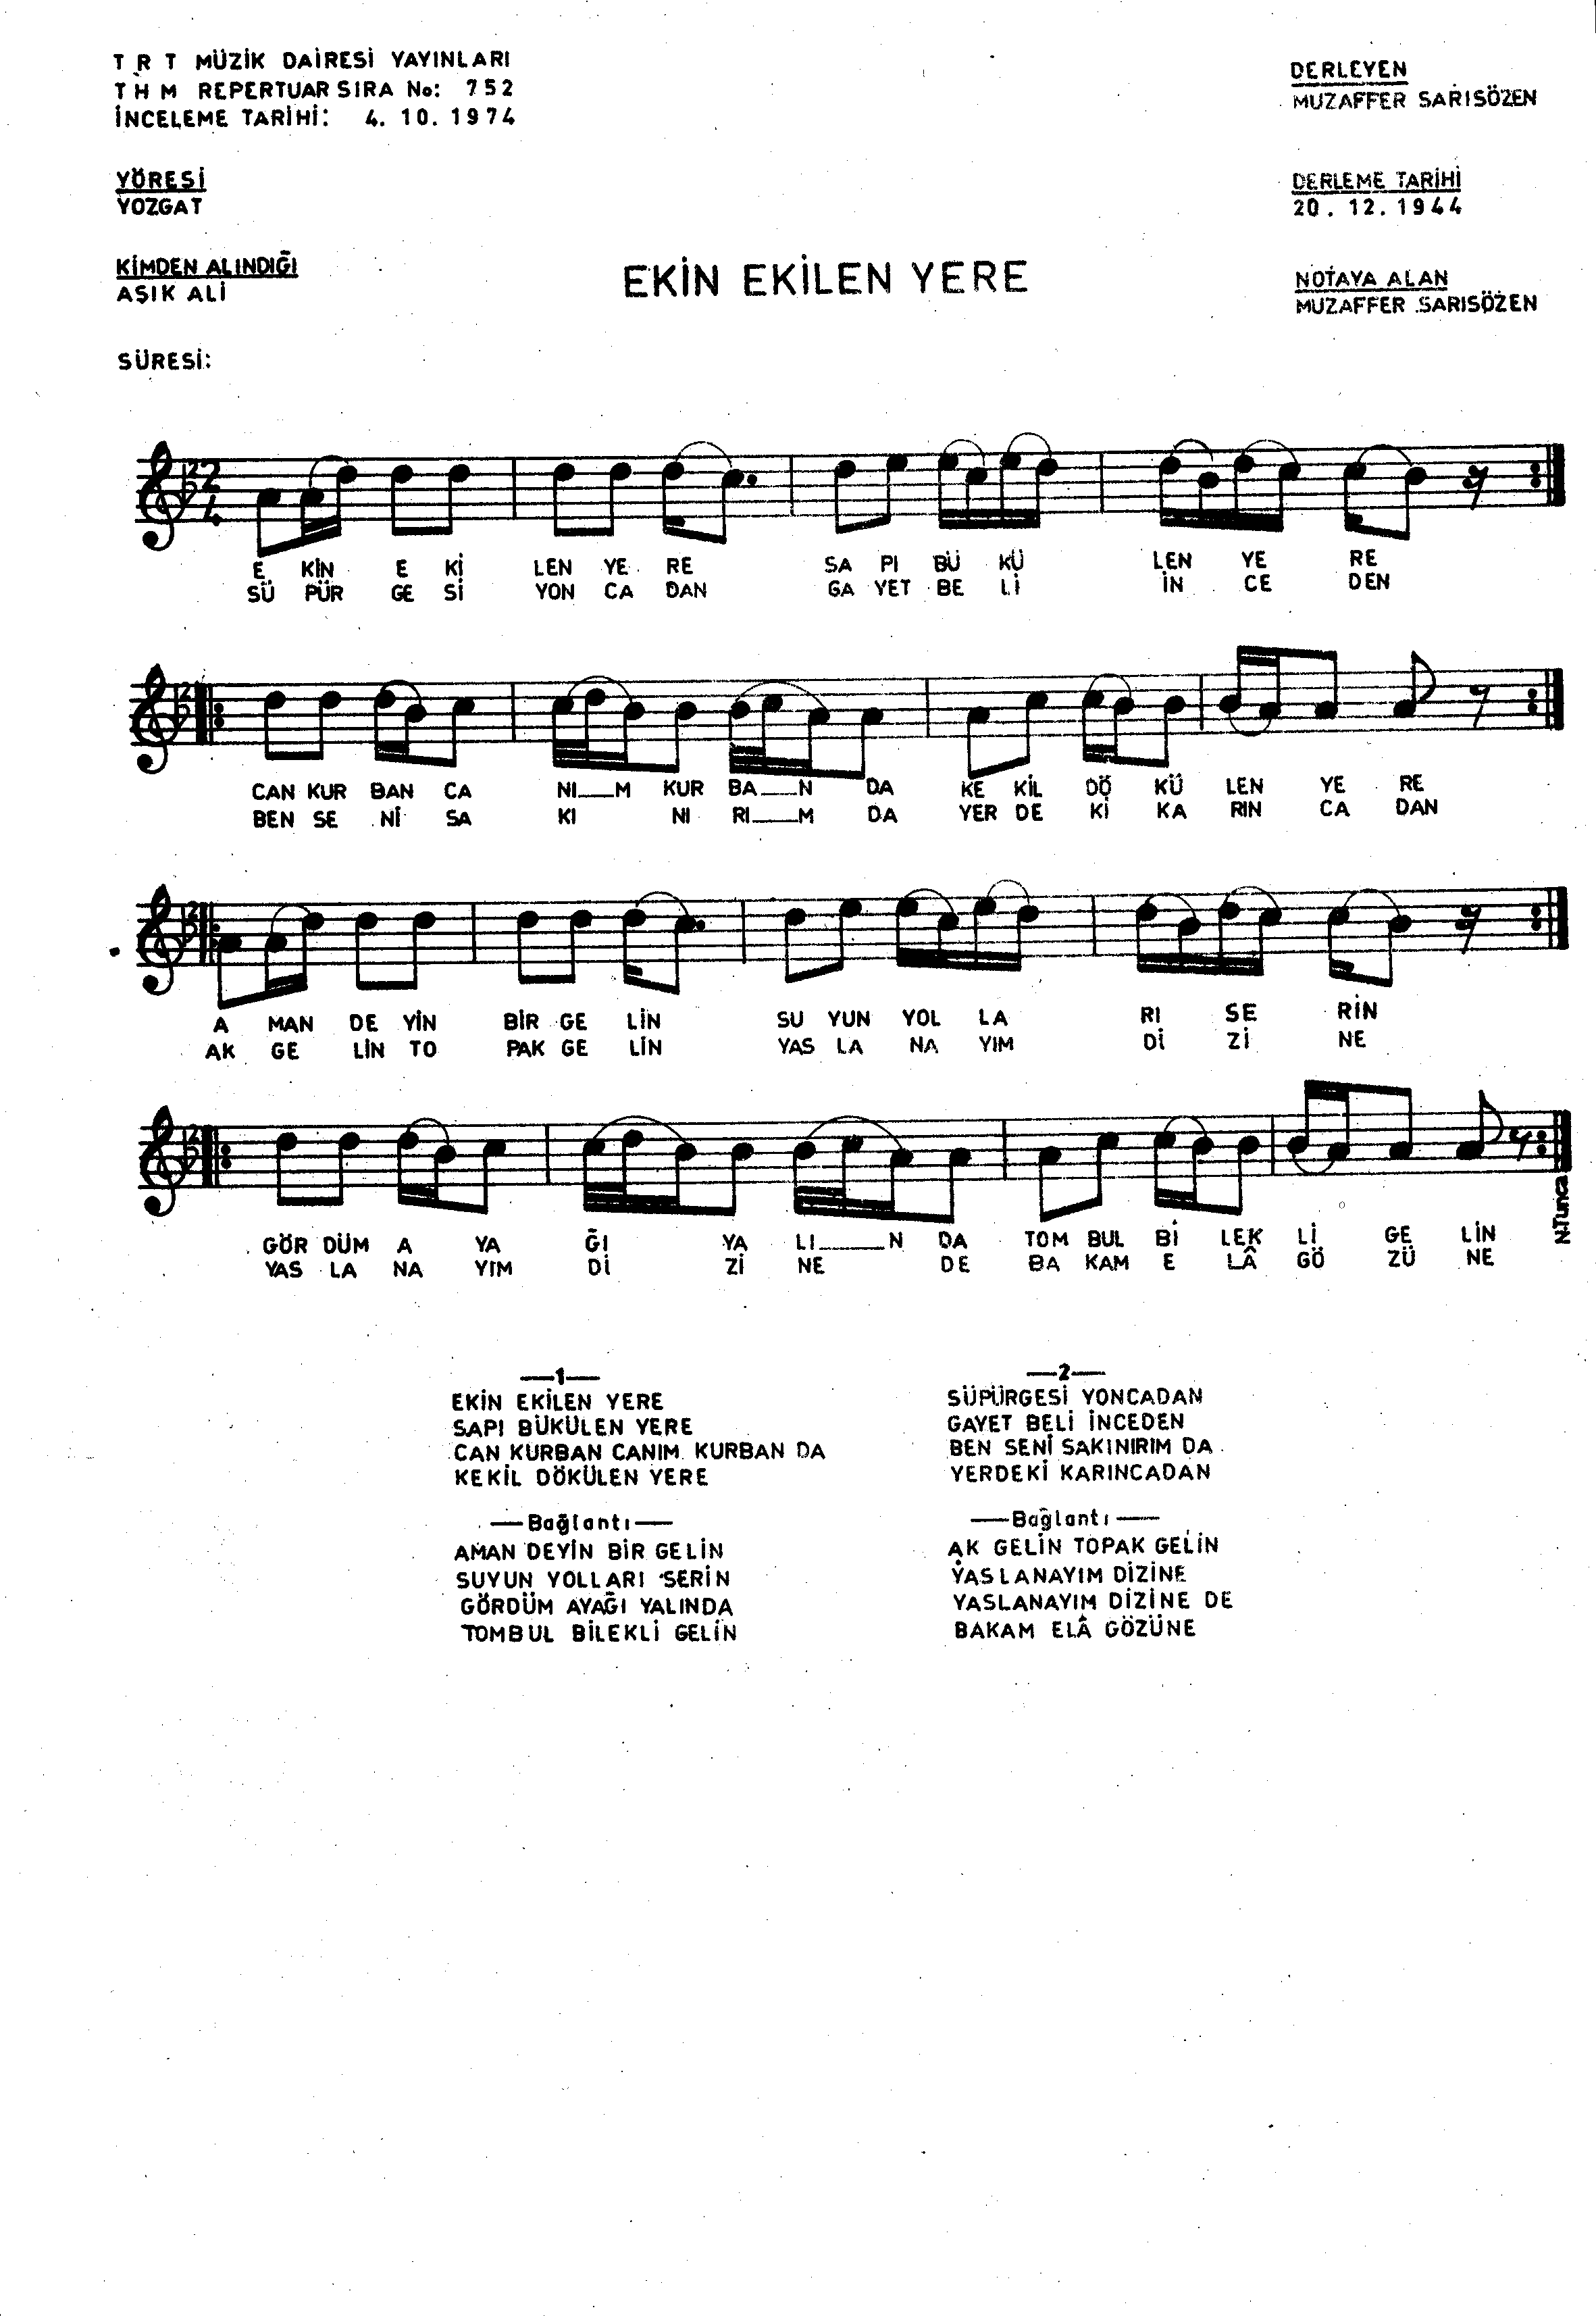 T R T MÜZİK DAİRESİ YAYINLARI
T H M REPERTUAR SIRA No: 752
İNCELEME TARİHİ: 4. 10. 1974
DERLEYEN
MUZAFFER SARISÖZEN
YÖRESİ
YOZGAT
DERLEME TARİHİ
20. 12. 1944
KİMDEN ALINDIĞI
AŞIK ALİ
EKİN EKİLEN YERE
NOTAYA ALAN
MUZAFFER SARISÖZEN
SÜRESİ:
2
4
E KİN E Kİ LEN YE RE SA PI BÜ KÜ LEN YE RE
SÜ PÜR GE Sİ YON CA DAN GA YET BE Lİ İN CE DEN
CAN KUR BAN CA NI__M KUR BA__N DA KE KİL DÖ KÜ LEN YE RE
BEN SE Nİ SA KI NI RI__M DA YER DE Kİ KA RIN CA DAN
A MAN DE YİN BİR GE LİN SU YUN YOL LA RI SE RİN
AK GE LİN TO PAK GE LİN YAS LA NA YIM Dİ Zİ NE
GÖR DÜM A YA ĞI YA LI__N DA TOM BUL Bİ LEK Lİ GE LİN
YAS LA NA YIM Dİ Zİ NE DE BA KAM E LÂ GÖ ZÜ NE
N.Tunca
—1—
EKİN EKİLEN YERE
SAPI BÜKÜLEN YERE
CAN KURBAN CANIM KURBAN DA
KEKİL DÖKÜLEN YERE
—Bağlantı—
AMAN DEYİN BİR GELİN
SUYUN YOLLARI SERİN
GÖRDÜM AYAĞI YALINDA
TOMBUL BİLEKLİ GELİN
—2—
SÜPÜRGESİ YONCADAN
GAYET BELİ İNCEDEN
BEN SENİ SAKINIRIM DA
YERDEKİ KARINCADAN
—Bağlantı—
AK GELİN TOPAK GELİN
YASLANAYIM DİZİNE
YASLANAYIM DİZİNE DE
BAKAM ELÂ GÖZÜNE